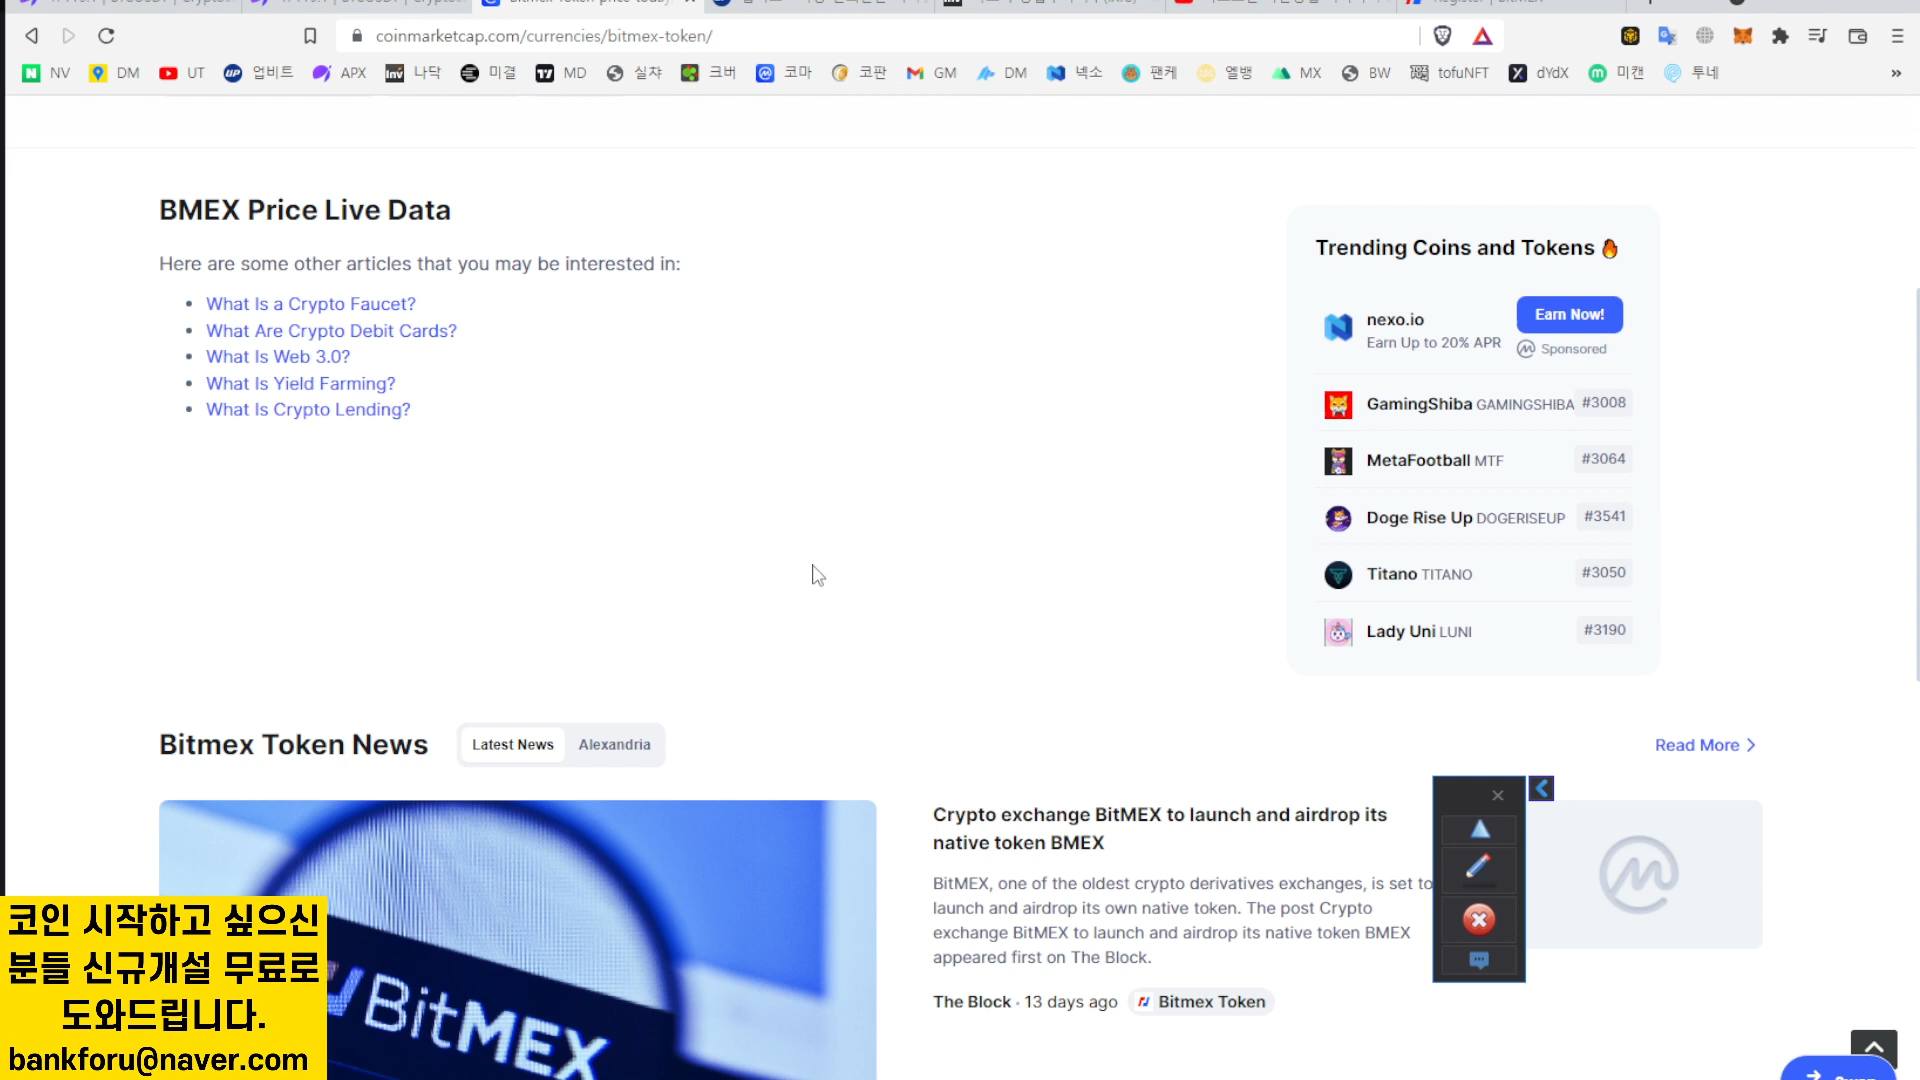 coinmarketcap.com/currencies/bitmex-token/
NV DM UT 업비트 APX 나닥 미결 MD 실차 크버 코마 코판 GM DM 넥소 팬케 엘뱅 MX BW tofuNFT dYdX 미캔 투네 »
BMEX Price Live Data
Here are some other articles that you may be interested in:
What Is a Crypto Faucet?
What Are Crypto Debit Cards?
What Is Web 3.0?
What Is Yield Farming?
What Is Crypto Lending?
Trending Coins and Tokens
nexo.io
Earn Up to 20% APR
Earn Now!
Sponsored
GamingShiba GAMINGSHIBA #3008
MetaFootball MTF #3064
Doge Rise Up DOGERISEUP #3541
Titano TITANO #3050
Lady Uni LUNI #3190
Bitmex Token News
Latest News Alexandria
Read More
Crypto exchange BitMEX to launch and airdrop its
native token BMEX
BitMEX, one of the oldest crypto derivatives exchanges, is set to
launch and airdrop its own native token. The post Crypto
exchange BitMEX to launch and airdrop its native token BMEX
appeared first on The Block.
The Block · 13 days ago Bitmex Token
BitMEX
코인 시작하고 싶으신
분들 신규개설 무료로
도와드립니다.
bankforu@naver.com